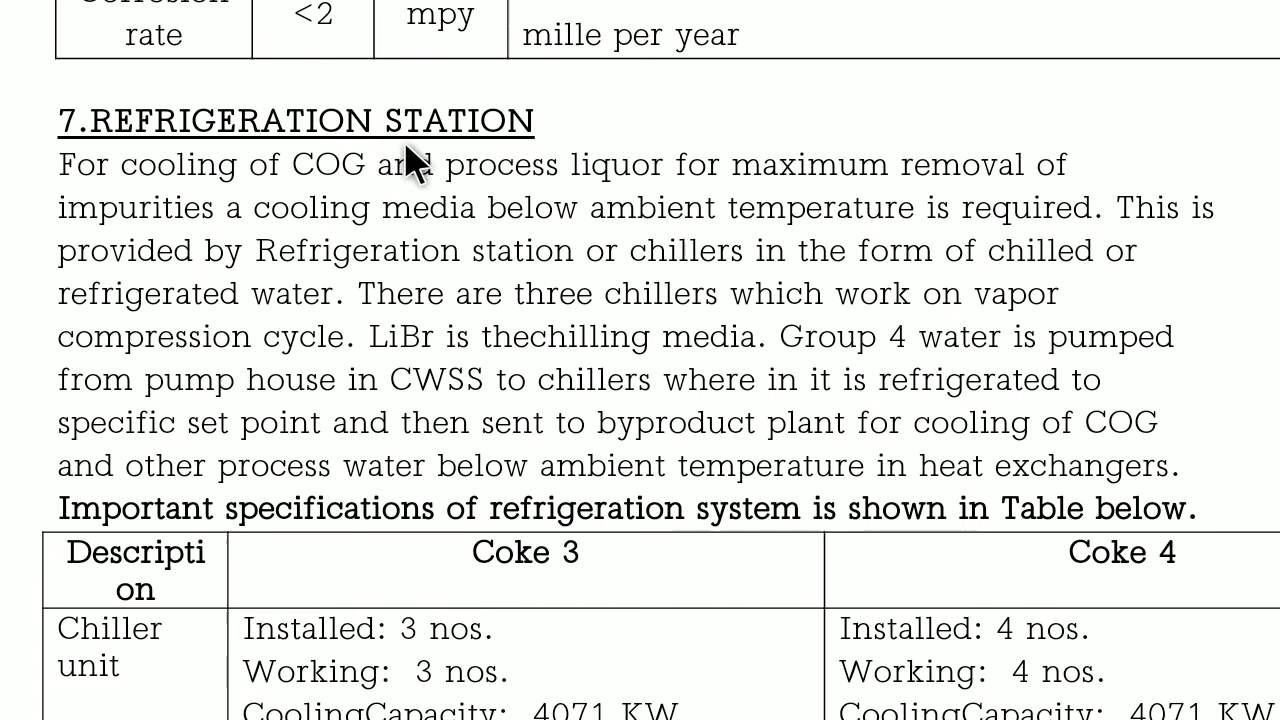 rate
<2
mpy
mille per year
7.REFRIGERATION STATION
For cooling of COG and process liquor for maximum removal of
impurities a cooling media below ambient temperature is required. This is
provided by Refrigeration station or chillers in the form of chilled or
refrigerated water. There are three chillers which work on vapor
compression cycle. LiBr is thechilling media. Group 4 water is pumped
from pump house in CWSS to chillers where in it is refrigerated to
specific set point and then sent to byproduct plant for cooling of COG
and other process water below ambient temperature in heat exchangers.
Important specifications of refrigeration system is shown in Table below.
Descripti
on
Coke 3
Coke 4
Chiller
unit
Installed: 3 nos.
Working: 3 nos.
CoolingCapacity: 4071 KW
Installed: 4 nos.
Working: 4 nos.
CoolingCapacity: 4071 KW